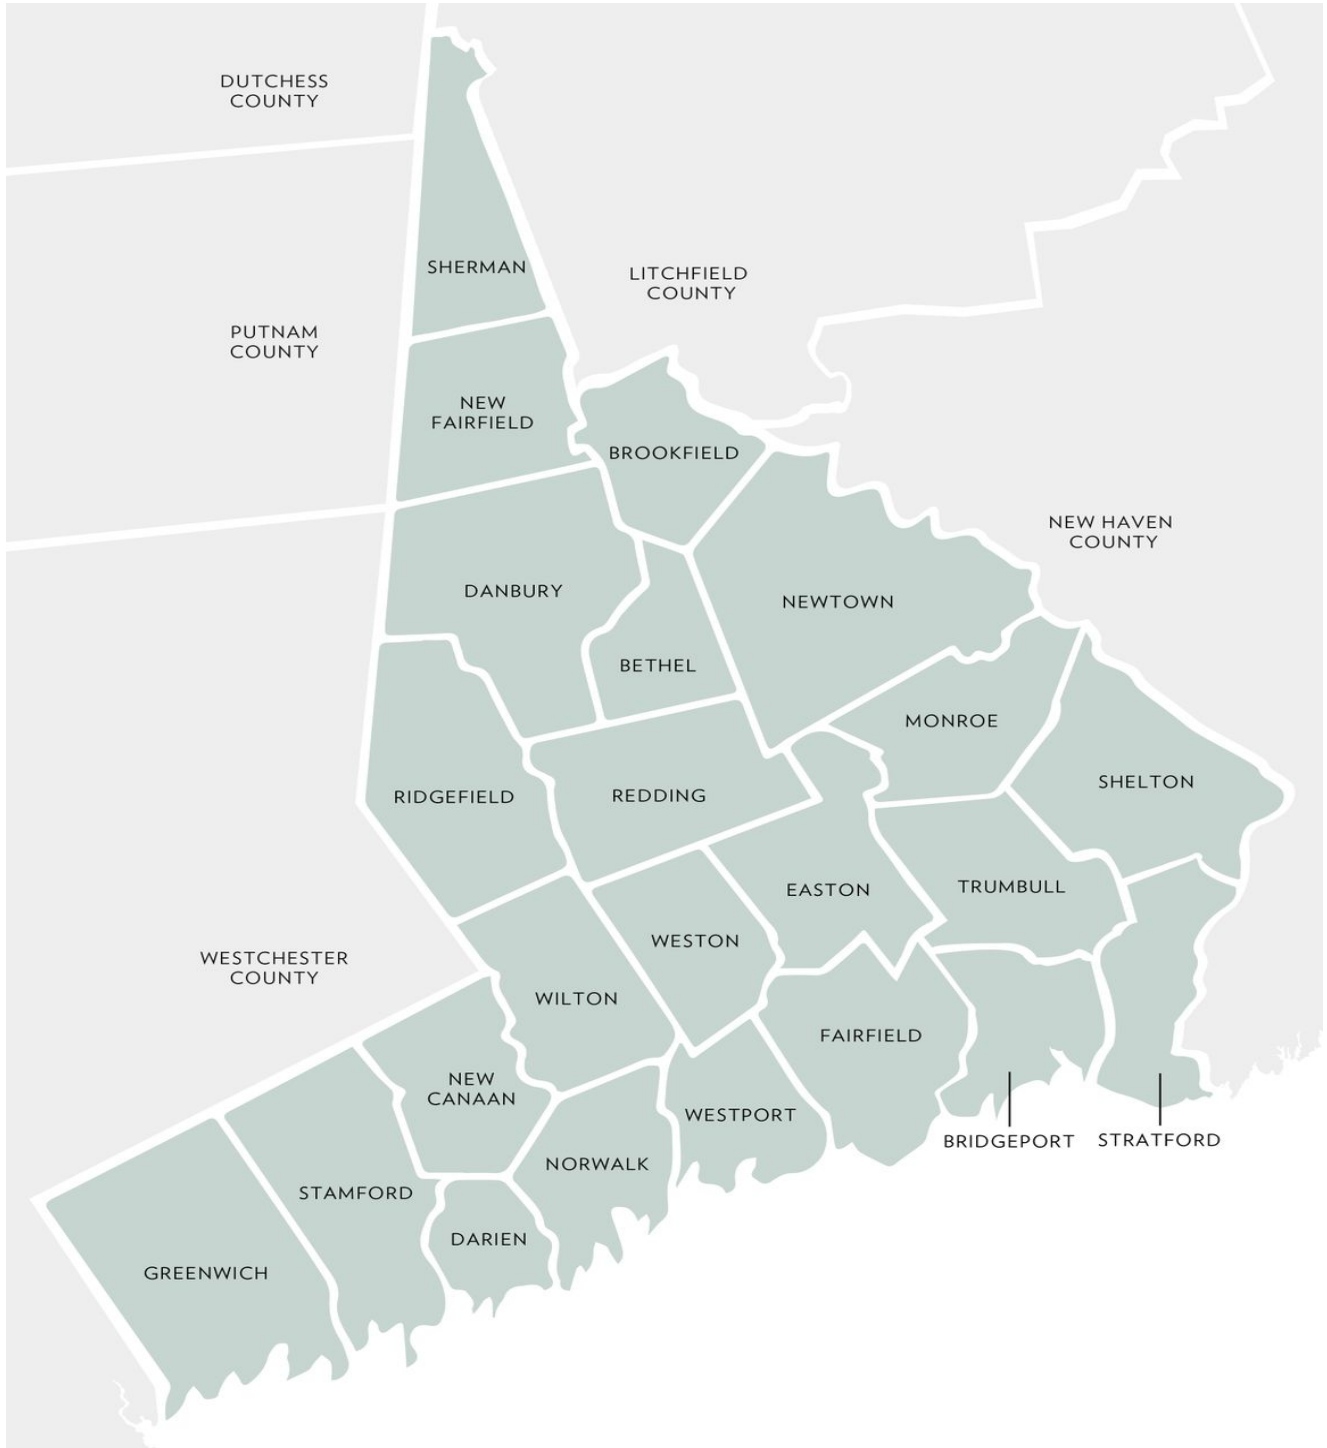 DUTCHESS
COUNTY
SHERMAN
LITCHFIELD
COUNTY
PUTNAM
COUNTY
NEW
FAIRFIELD
BROOKFIELD
NEW HAVEN
COUNTY
DANBURY
NEWTOWN
BETHEL
MONROE
SHELTON
RIDGEFIELD
REDDING
EASTON
TRUMBULL
WESTON
WESTCHESTER
COUNTY
WILTON
FAIRFIELD
NEW
CANAAN
WESTPORT
BRIDGEPORT
STRATFORD
NORWALK
STAMFORD
DARIEN
GREENWICH